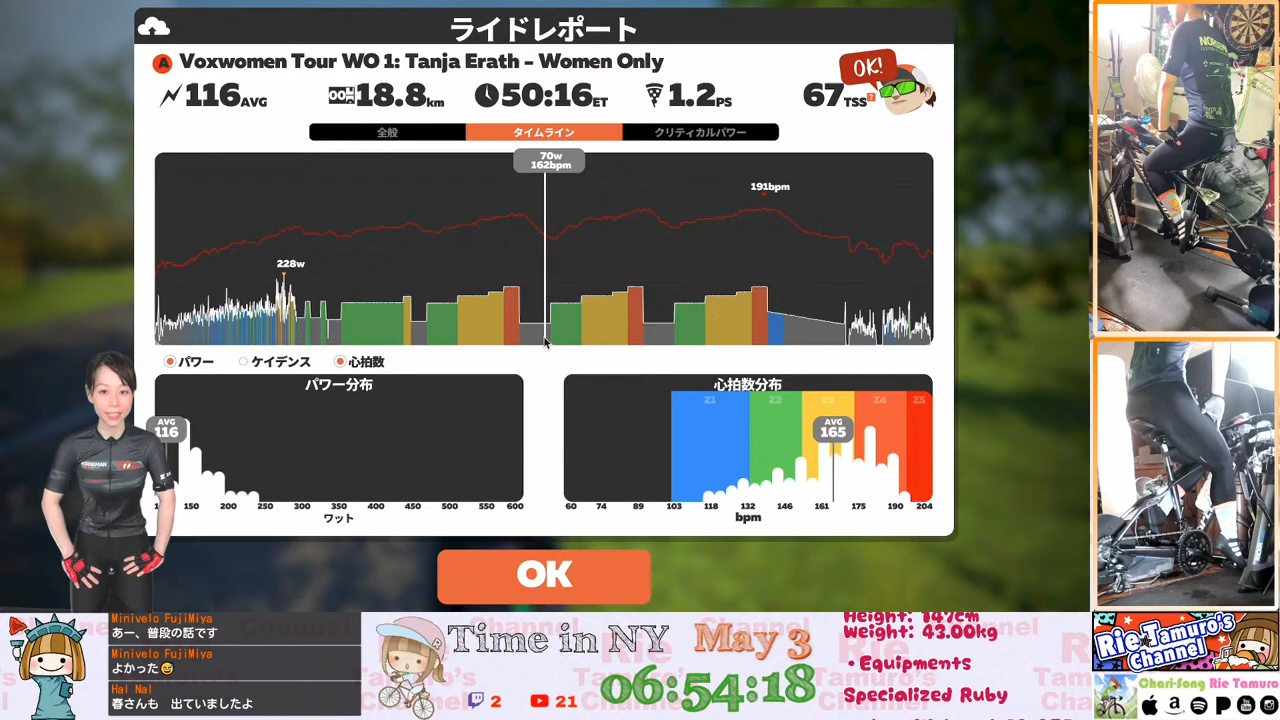 ライドレポート
A Voxwomen Tour WO 1: Tanja Erath - Women Only
OK!
116AVG 18.8km 50:16ET 1.2PS 67TSS?
全般 タイムライン クリティカルパワー
70w
162bpm
191bpm
228w
パワー ケイデンス 心拍数
パワー分布
AVG
116
150 200 250 300 350 400 450 500 600
ワット
心拍数分布
Z1 Z2 Z3 Z4 Z5
AVG
165
60 74 89 103 118 132 146 161 175 190 204
bpm
OK
Minivelo FujiMiya
あー、普段の話です
Minivelo FujiMiya
よかった😅
Hal Nal
春さんも 出ていましたよ
Time in NY May 3
06:54:18
2 21
Height: 147cm
Weight: 43.00kg
・Equipments
Specialized Ruby
Rie Tamuro's
Channel
Chari-Song Rie Tamuro